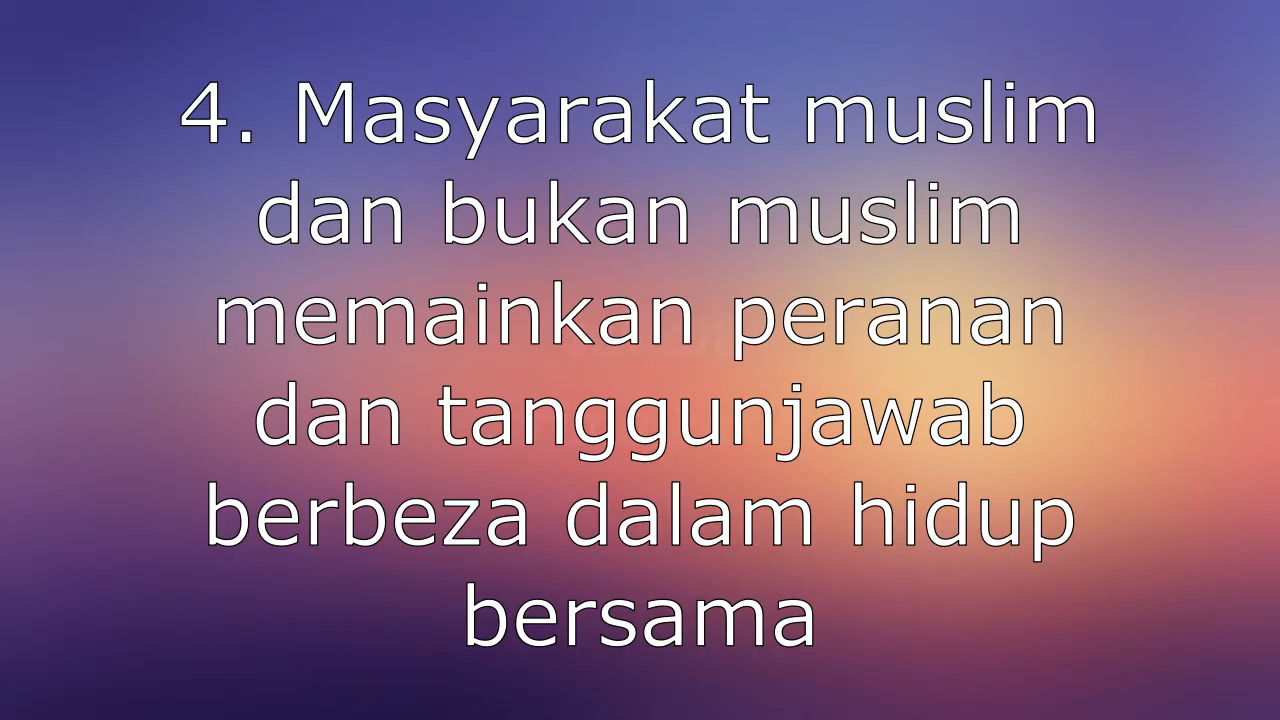 4. Masyarakat muslim
dan bukan muslim
memainkan peranan
dan tanggunjawab
berbeza dalam hidup
bersama